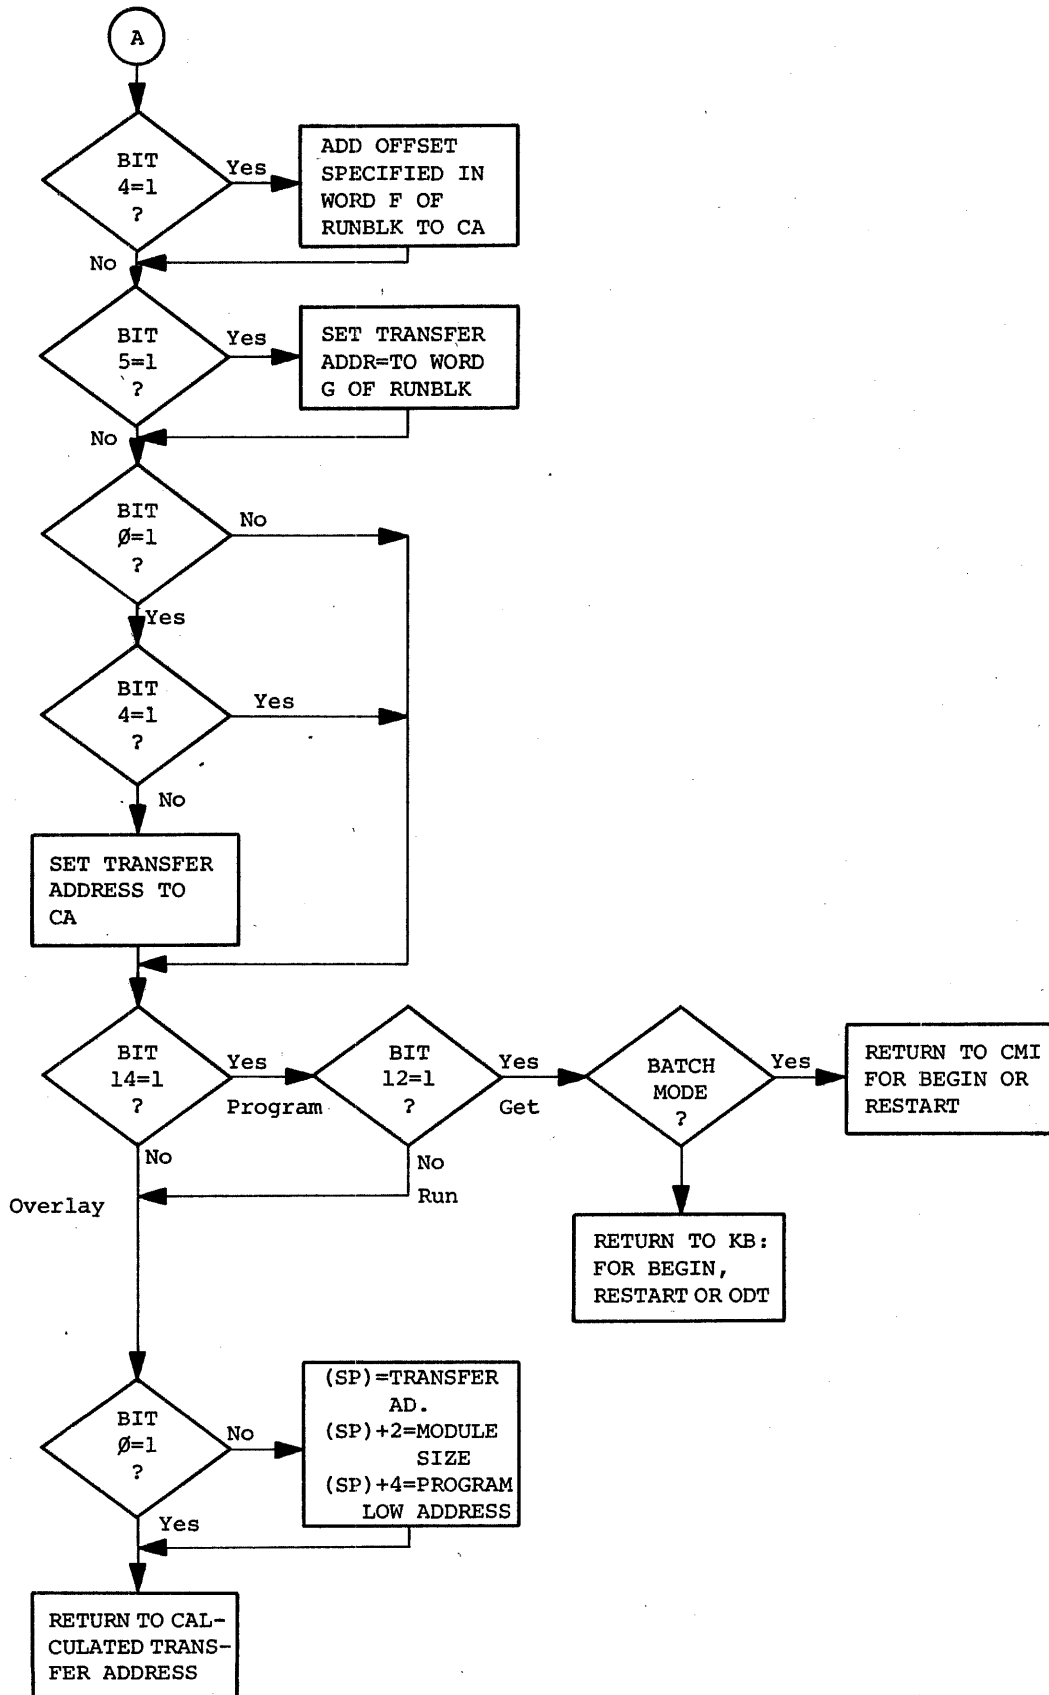 A
BIT
4=1
?
Yes
ADD OFFSET
SPECIFIED IN
WORD F OF
RUNBLK TO CA
No
BIT
5=1
?
Yes
SET TRANSFER
ADDR=TO WORD
G OF RUNBLK
No
BIT
Ø=1
?
No
Yes
BIT
4=1
?
Yes
No
SET TRANSFER
ADDRESS TO
CA
BIT
14=1
?
Yes
Program
BIT
12=1
?
Yes
Get
BATCH
MODE
?
Yes
RETURN TO CMI
FOR BEGIN OR
RESTART
No
Overlay
No
Run
RETURN TO KB:
FOR BEGIN,
RESTART OR ODT
BIT
Ø=1
?
No
(SP)=TRANSFER
AD.
(SP)+2=MODULE
SIZE
(SP)+4=PROGRAM
LOW ADDRESS
Yes
RETURN TO CAL-
CULATED TRANS-
FER ADDRESS